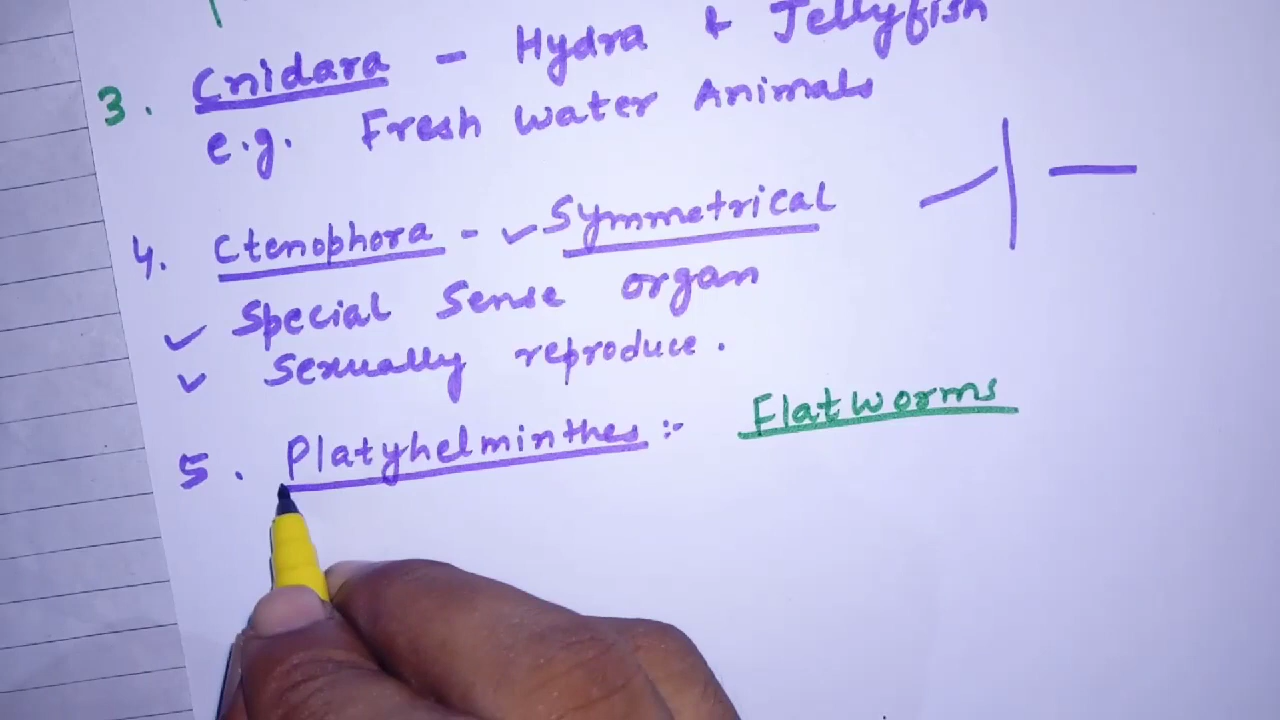 3. Cnidara - Hydra & Jellyfish
e.g. Fresh Water Animals
4. Ctenophora - ✓ Symmetrical
✓ Special Sense organ
✓ Sexually reproduce.
5. Platyhelminthes :- Flatworms